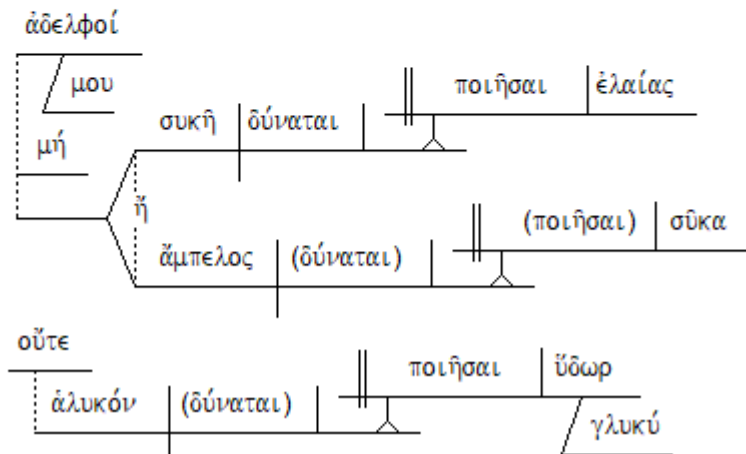 ἀδελφοί
μου
ποιῆσαι ἐλαίας
συκῆ δύναται
μή
ἤ
(ποιῆσαι) σῦκα
ἄμπελος (δύναται)
οὔτε
ποιῆσαι ὕδωρ
ἁλυκόν (δύναται)
γλυκύ